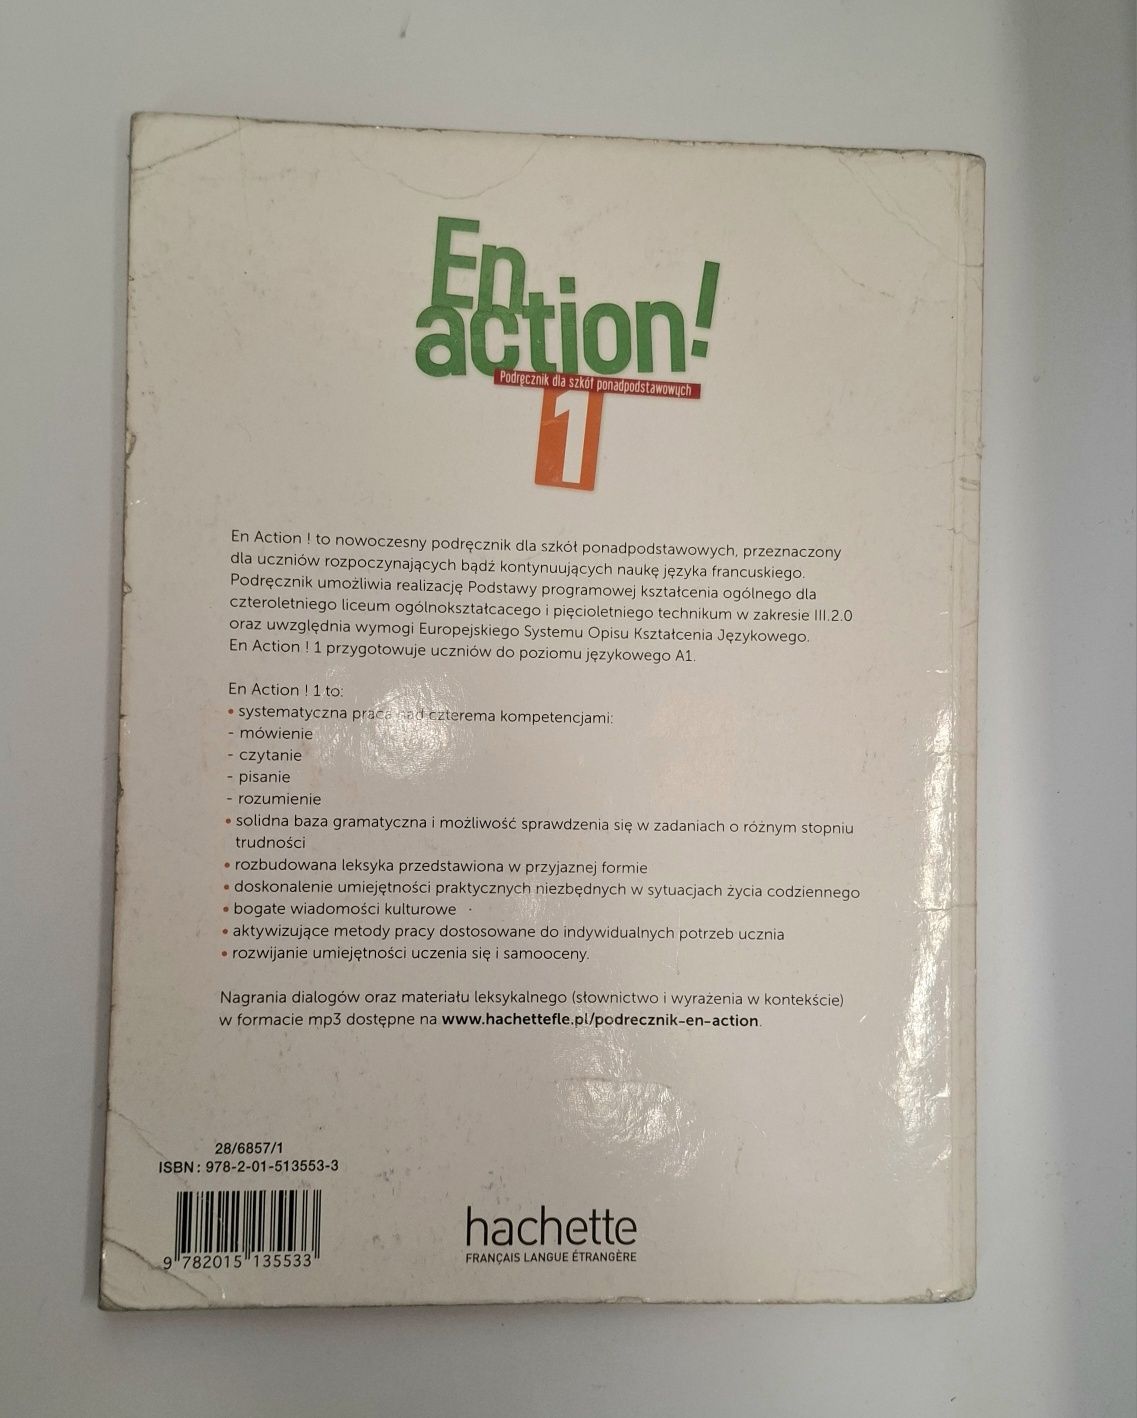 En
action!
Podręcznik dla szkół ponadpodstawowych
1
En Action ! to nowoczesny podręcznik dla szkół ponadpodstawowych, przeznaczony
dla uczniów rozpoczynających bądź kontynuujących naukę języka francuskiego.
Podręcznik umożliwia realizację Podstawy programowej kształcenia ogólnego dla
czteroletniego liceum ogólnokształcacego i pięcioletniego technikum w zakresie III.2.0
oraz uwzględnia wymogi Europejskiego Systemu Opisu Kształcenia Językowego.
En Action ! 1 przygotowuje uczniów do poziomu językowego A1.
En Action ! 1 to:
• systematyczna praca nad czterema kompetencjami:
- mówienie
- czytanie
- pisanie
- rozumienie
• solidna baza gramatyczna i możliwość sprawdzenia się w zadaniach o różnym stopniu
trudności
• rozbudowana leksyka przedstawiona w przyjaznej formie
• doskonalenie umiejętności praktycznych niezbędnych w sytuacjach życia codziennego
• bogate wiadomości kulturowe
• aktywizujące metody pracy dostosowane do indywidualnych potrzeb ucznia
• rozwijanie umiejętności uczenia się i samooceny.
Nagrania dialogów oraz materiału leksykalnego (słownictwo i wyrażenia w kontekście)
w formacie mp3 dostępne na www.hachettefle.pl/podrecznik-en-action.
28/6857/1
ISBN : 978-2-01-513553-3
9 782015 135533
hachette
FRANÇAIS LANGUE ÉTRANGÈRE